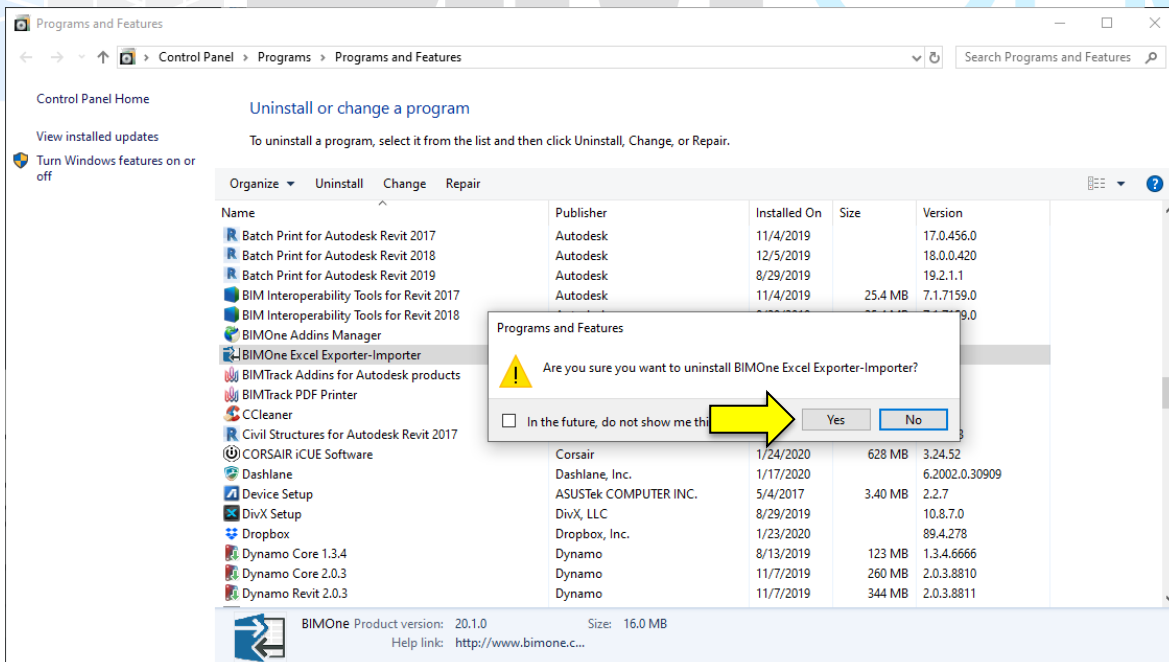 Programs and Features
Control Panel > Programs > Programs and Features
Search Programs and Features
Control Panel Home
View installed updates
Turn Windows features on or
off
Uninstall or change a program
To uninstall a program, select it from the list and then click Uninstall, Change, or Repair.
Organize Uninstall Change Repair
Name Publisher Installed On Size Version
Batch Print for Autodesk Revit 2017 Autodesk 11/4/2019 17.0.456.0
Batch Print for Autodesk Revit 2018 Autodesk 12/5/2019 18.0.0.420
Batch Print for Autodesk Revit 2019 Autodesk 8/29/2019 19.2.1.1
BIM Interoperability Tools for Revit 2017 Autodesk 11/4/2019 25.4 MB 7.1.7159.0
BIM Interoperability Tools for Revit 2018
BIMOne Addins Manager
BIMOne Excel Exporter-Importer
BIMTrack Addins for Autodesk products
BIMTrack PDF Printer
CCleaner
Civil Structures for Autodesk Revit 2017
Programs and Features
Are you sure you want to uninstall BIMOne Excel Exporter-Importer?
In the future, do not show me
Yes No
CORSAIR iCUE Software Corsair 1/24/2020 628 MB 3.24.52
Dashlane Dashlane, Inc. 1/17/2020 6.2002.0.30909
Device Setup ASUSTek COMPUTER INC. 5/4/2017 3.40 MB 2.2.7
DivX Setup DivX, LLC 8/29/2019 10.8.7.0
Dropbox Dropbox, Inc. 1/23/2020 89.4.278
Dynamo Core 1.3.4 Dynamo 8/13/2019 123 MB 1.3.4.6666
Dynamo Core 2.0.3 Dynamo 11/7/2019 260 MB 2.0.3.8810
Dynamo Revit 2.0.3 Dynamo 11/7/2019 344 MB 2.0.3.8811
BIMOne Product version: 20.1.0 Size: 16.0 MB
Help link: http://www.bimone.c...